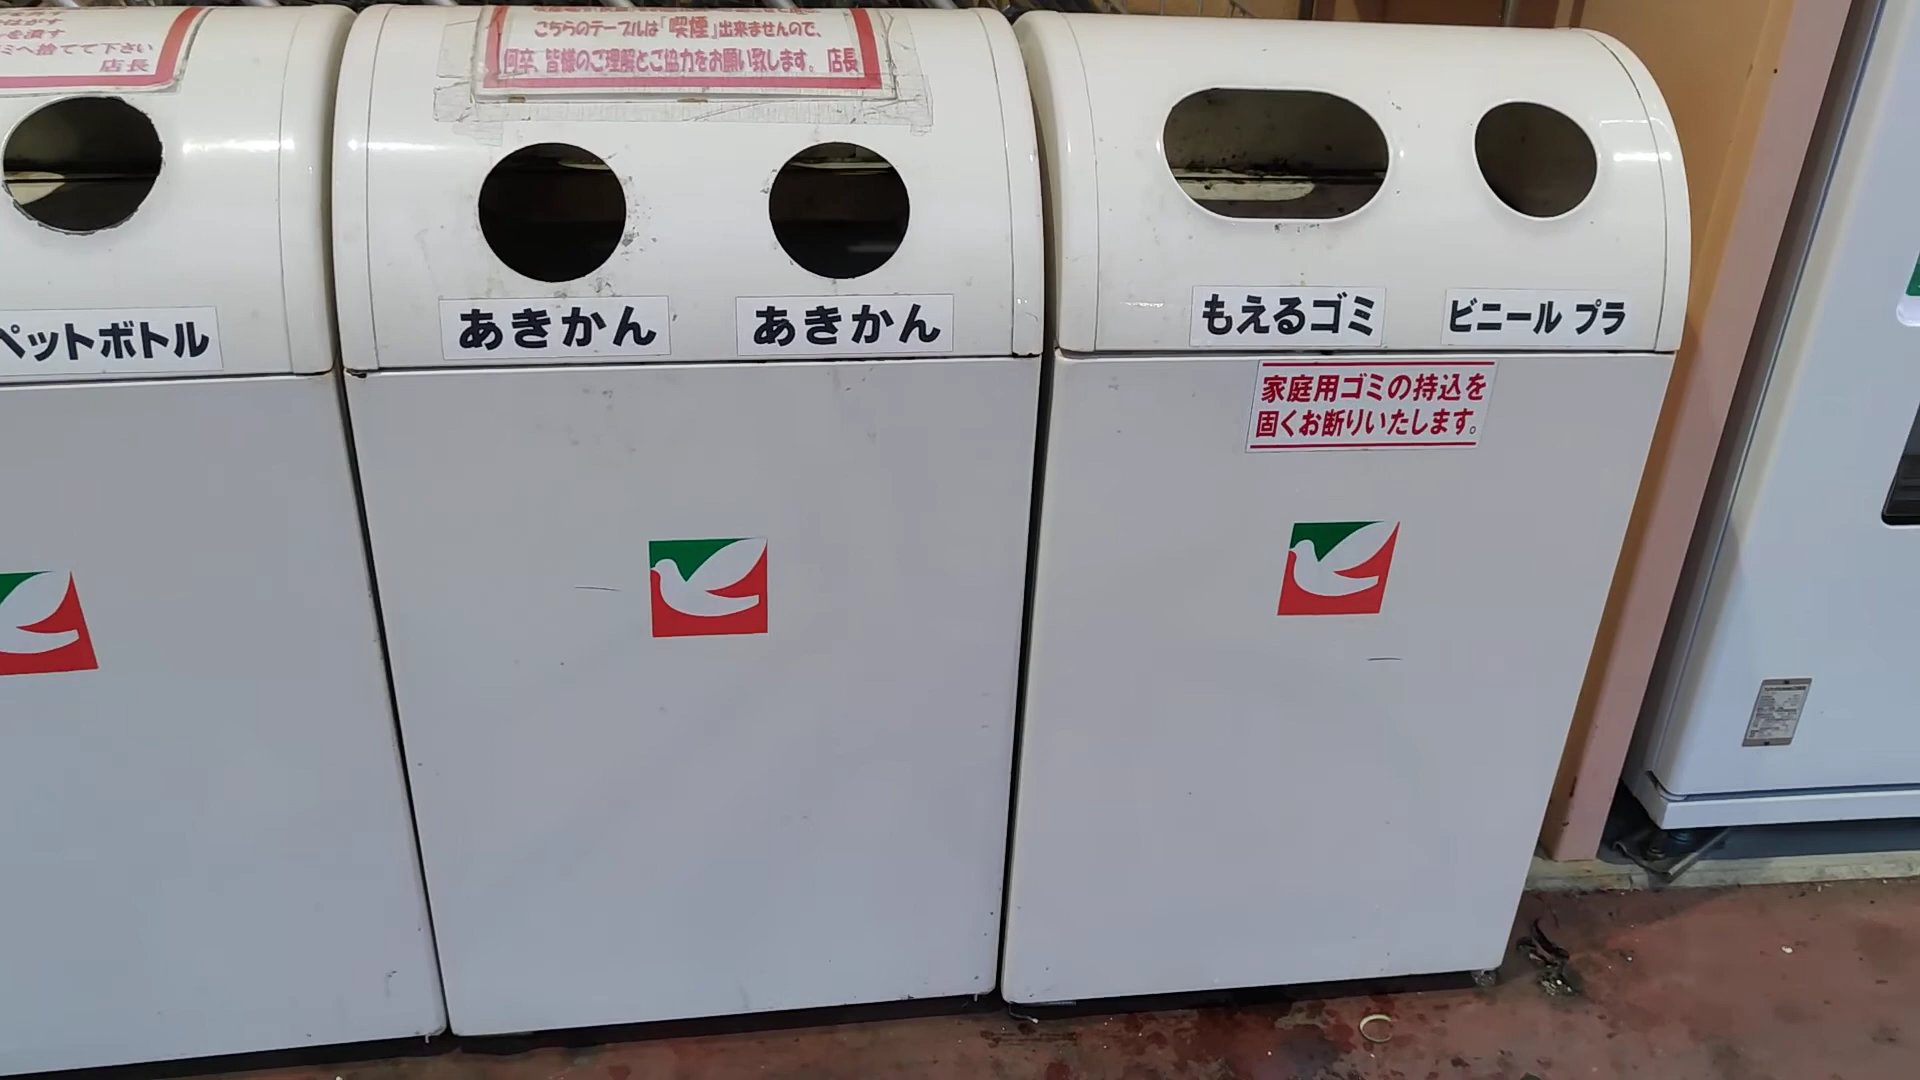 を潰す
ミへ捨てて下さい
店長
こちらのテーブルは「喫煙」出来ませんので、
何卒、皆様のご理解とご協力をお願い致します。 店長
ペットボトル
あきかん
あきかん
もえるゴミ
ビニール プラ
家庭用ゴミの持込を
固くお断りいたします。